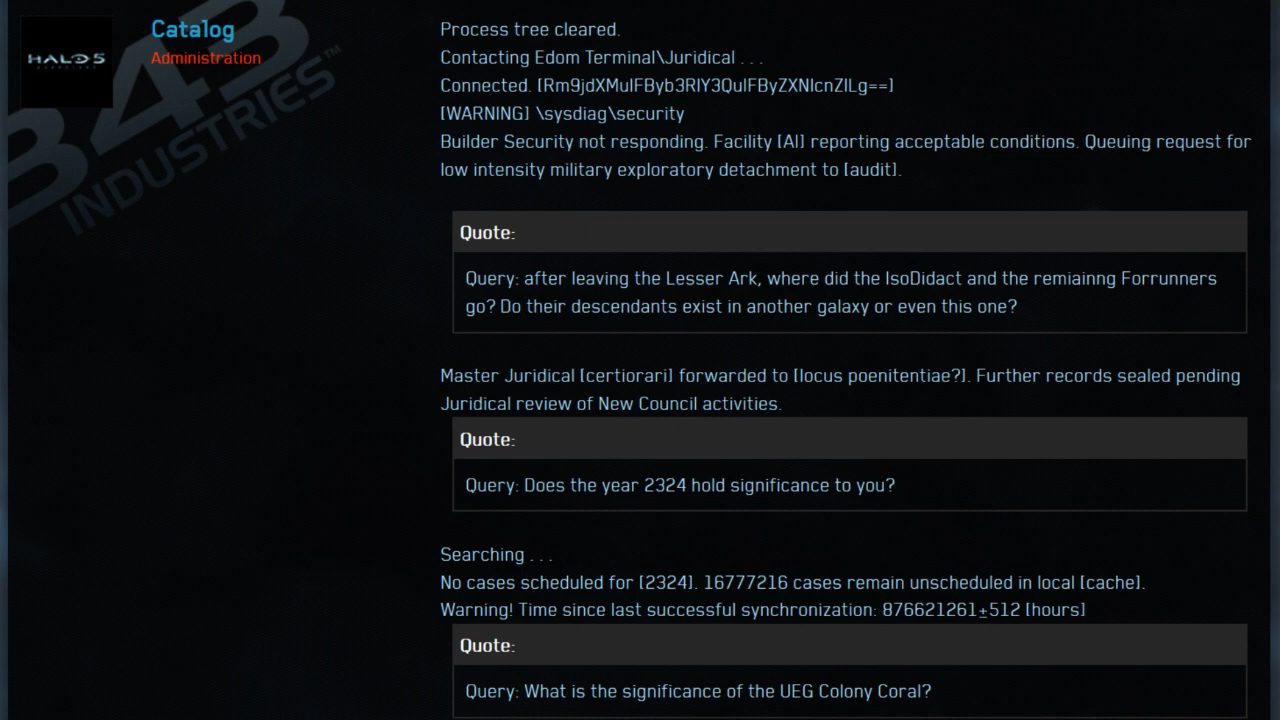 343
INDUSTRIES™
HALO 5
GUARDIANS
Catalog
Administration
Process tree cleared.
Contacting Edom Terminal\Juridical . . .
Connected. [Rm9jdXMulFByb3RlY3QulFByZXNlcnZlLg==]
[WARNING] \sysdiag\security
Builder Security not responding. Facility [AI] reporting acceptable conditions. Queuing request for
low intensity military exploratory detachment to [audit].
Quote:
Query: after leaving the Lesser Ark, where did the IsoDidact and the remiainng Forrunners
go? Do their descendants exist in another galaxy or even this one?
Master Juridical [certiorari] forwarded to [locus poenitentiae?]. Further records sealed pending
Juridical review of New Council activities.
Quote:
Query: Does the year 2324 hold significance to you?
Searching . . .
No cases scheduled for [2324]. 16777216 cases remain unscheduled in local [cache].
Warning! Time since last successful synchronization: 876621261±512 [hours]
Quote:
Query: What is the significance of the UEG Colony Coral?